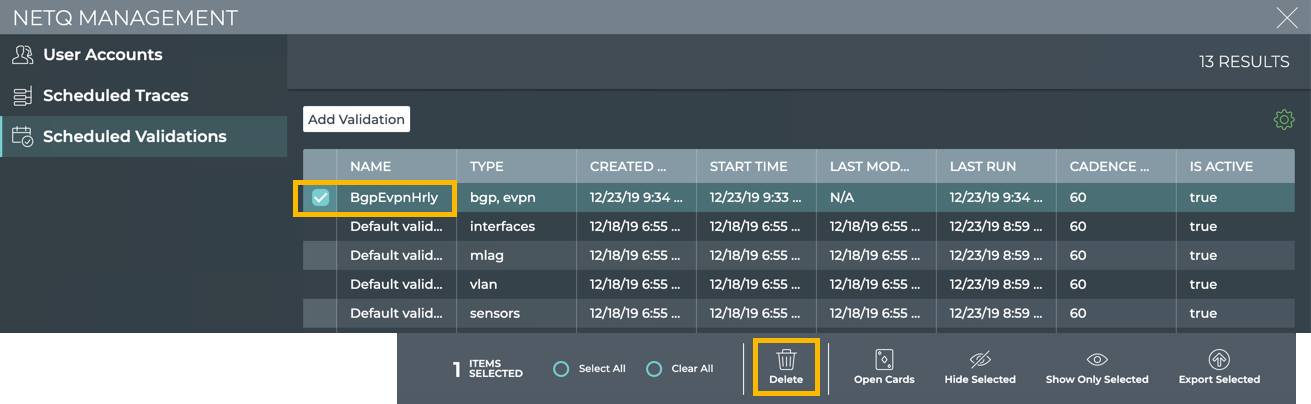 NETQ MANAGEMENT
User Accounts
Scheduled Traces
Scheduled Validations
13 RESULTS
Add Validation
NAME TYPE CREATED ... START TIME LAST MOD... LAST RUN CADENCE ... IS ACTIVE
BgpEvpnHrly bgp, evpn 12/23/19 9:34 ... 12/23/19 9:33 ... N/A 12/23/19 9:34 ... 60 true
Default valid... interfaces 12/18/19 6:55 ... 12/18/19 6:55 ... 12/18/19 6:55 ... 12/23/19 8:59 ... 60 true
Default valid... mlag 12/18/19 6:55 ... 12/18/19 6:55 ... 12/18/19 6:55 ... 12/23/19 8:59 ... 60 true
Default valid... vlan 12/18/19 6:55 ... 12/18/19 6:55 ... 12/18/19 6:55 ... 12/23/19 8:59 ... 60 true
Default valid... sensors 12/18/19 6:55 ... 12/18/19 6:55 ... 12/18/19 6:55 ... 12/23/19 8:59 ... 60 true
1 ITEMS SELECTED Select All Clear All Delete Open Cards Hide Selected Show Only Selected Export Selected